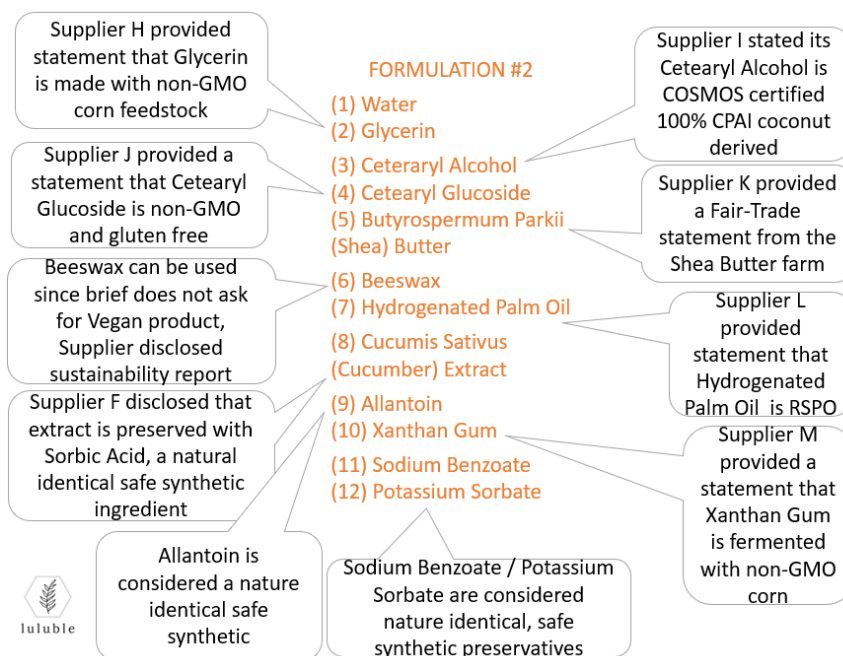 Supplier H provided
statement that Glycerin
is made with non-GMO
corn feedstock
Supplier J provided a
statement that Cetearyl
Glucoside is non-GMO
and gluten free
Beeswax can be used
since brief does not ask
for Vegan product,
Supplier disclosed
sustainability report
Supplier F disclosed that
extract is preserved with
Sorbic Acid, a natural
identical safe synthetic
ingredient
Allantoin is
considered a nature
identical safe
synthetic
FORMULATION #2
(1) Water
(2) Glycerin
(3) Ceteraryl Alcohol
(4) Cetearyl Glucoside
(5) Butyrospermum Parkii
(Shea) Butter
(6) Beeswax
(7) Hydrogenated Palm Oil
(8) Cucumis Sativus
(Cucumber) Extract
(9) Allantoin
(10) Xanthan Gum
(11) Sodium Benzoate
(12) Potassium Sorbate
Sodium Benzoate / Potassium
Sorbate are considered
nature identical, safe
synthetic preservatives
Supplier I stated its
Cetearyl Alcohol is
COSMOS certified
100% CPAI coconut
derived
Supplier K provided
a Fair-Trade
statement from the
Shea Butter farm
Supplier L
provided
statement that
Hydrogenated
Palm Oil is RSPO
Supplier M
provided a
statement that
Xanthan Gum
is fermented
with non-GMO
corn
luluble